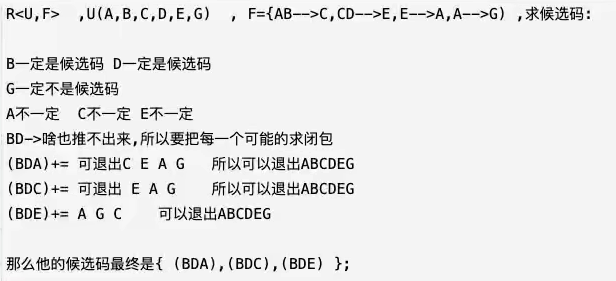 R<U,F>  ,U(A,B,C,D,E,G)  , F={AB-->C,CD-->E,E-->A,A-->G) ,求候选码:
B一定是候选码 D一定是候选码
G一定不是候选码
A不一定  C不一定 E不一定
BD->啥也推不出来,所以要把每一个可能的求闭包
(BDA)+= 可退出C E A G   所以可以退出ABCDEG
(BDC)+= 可退出 E A G    所以可以退出ABCDEG
(BDE)+= A G C    可以退出ABCDEG
那么他的候选码最终是{ (BDA),(BDC),(BDE) };